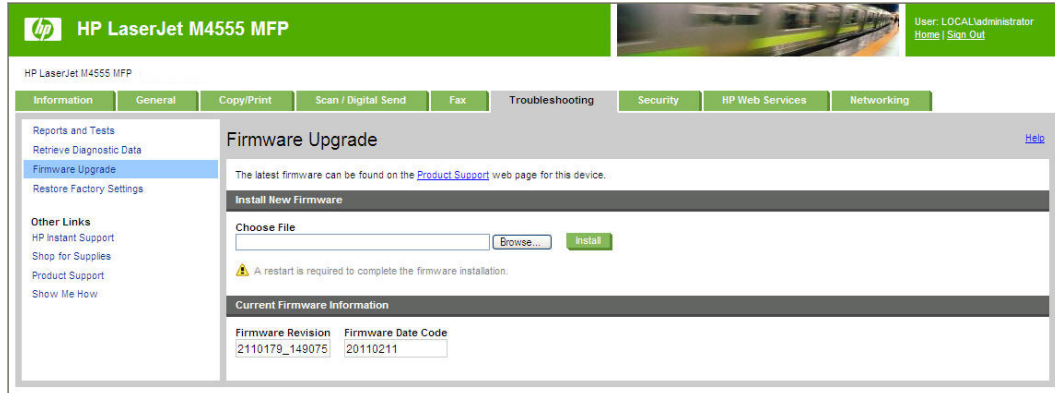 hp HP LaserJet M4555 MFP
User: LOCAL\administrator
Home | Sign Out
HP LaserJet M4555 MFP
Information General Copy/Print Scan / Digital Send Fax Troubleshooting Security HP Web Services Networking
Reports and Tests
Retrieve Diagnostic Data
Firmware Upgrade
Restore Factory Settings
Other Links
HP Instant Support
Shop for Supplies
Product Support
Show Me How
Firmware Upgrade
Help
The latest firmware can be found on the Product Support web page for this device.
Install New Firmware
Choose File
Browse... Install
A restart is required to complete the firmware installation.
Current Firmware Information
Firmware Revision Firmware Date Code
2110179_149075 20110211